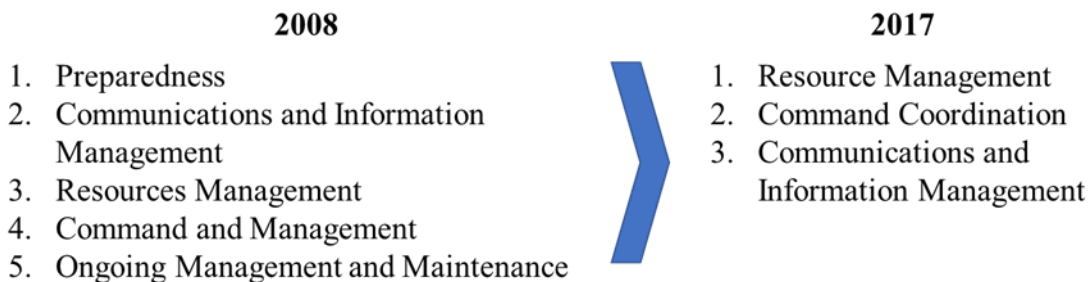 2008
1. Preparedness
2. Communications and Information
Management
3. Resources Management
4. Command and Management
5. Ongoing Management and Maintenance
2017
1. Resource Management
2. Command Coordination
3. Communications and
Information Management